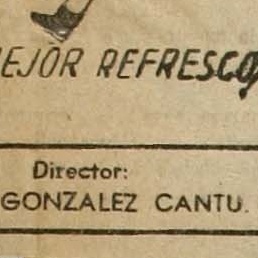 EJOR REFRESCO,
Director:
GONZALEZ CANTU.